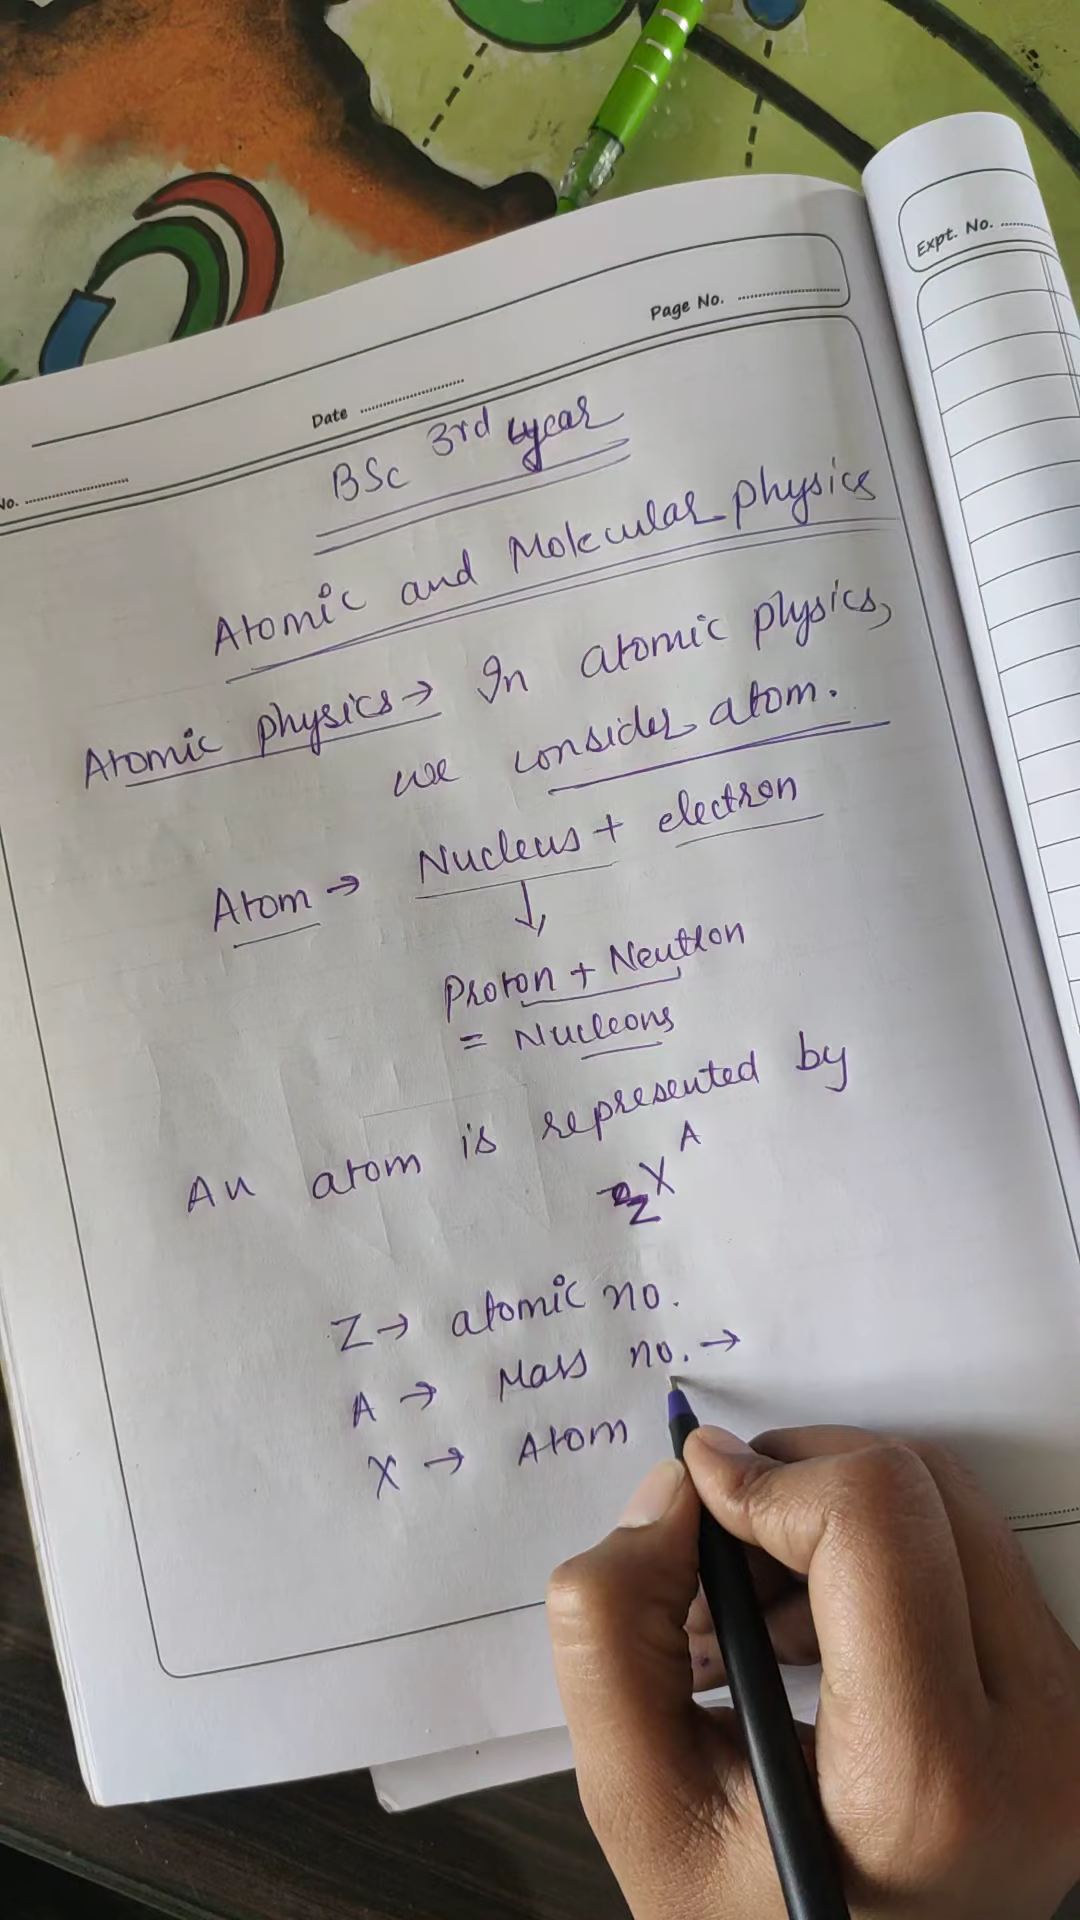 Expt. No. ..........
Page No. ....................
Date ....................
No. ....................
BSc 3rd year
Atomic and Molecular physics
Atomic physics → In atomic physics,
we consider atom.
Atom → Nucleus + electron
↓
Proton + Neutron
= Nucleons
An atom is represented by
ZX^A
Z → atomic no.
A → Mass no. →
X → Atom